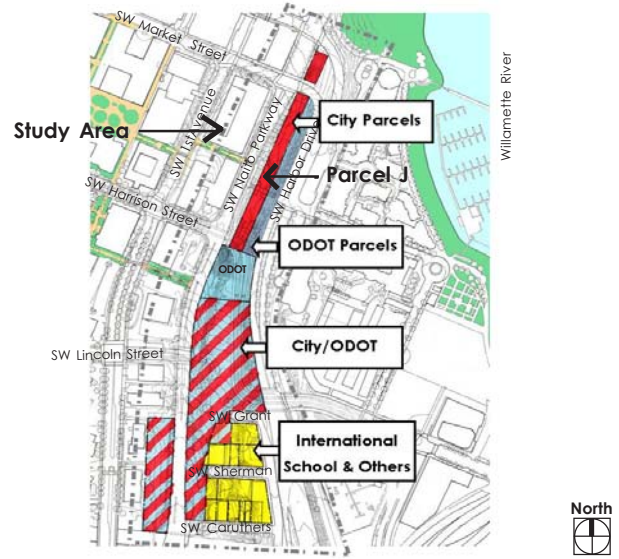 SW Market Street
Willamette River
SW 1st Avenue
SW Naito Parkway
SW Harbor Drive
City Parcels
Study Area
Parcel J
SW Harrison Street
ODOT Parcels
ODOT
City/ODOT
SW Lincoln Street
SW Grant
International
School & Others
SW Sherman
SW Caruthers
North